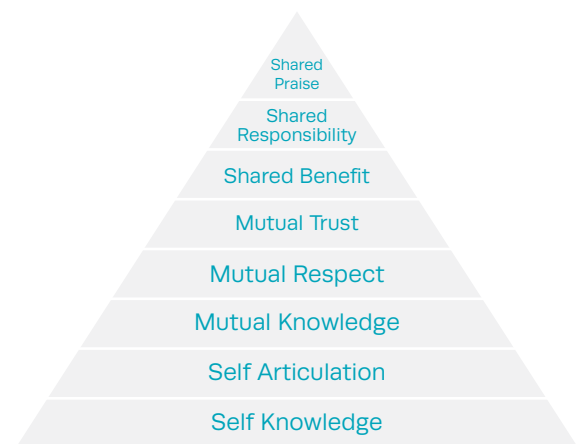 Shared
Praise
Shared
Responsibility
Shared Benefit
Mutual Trust
Mutual Respect
Mutual Knowledge
Self Articulation
Self Knowledge